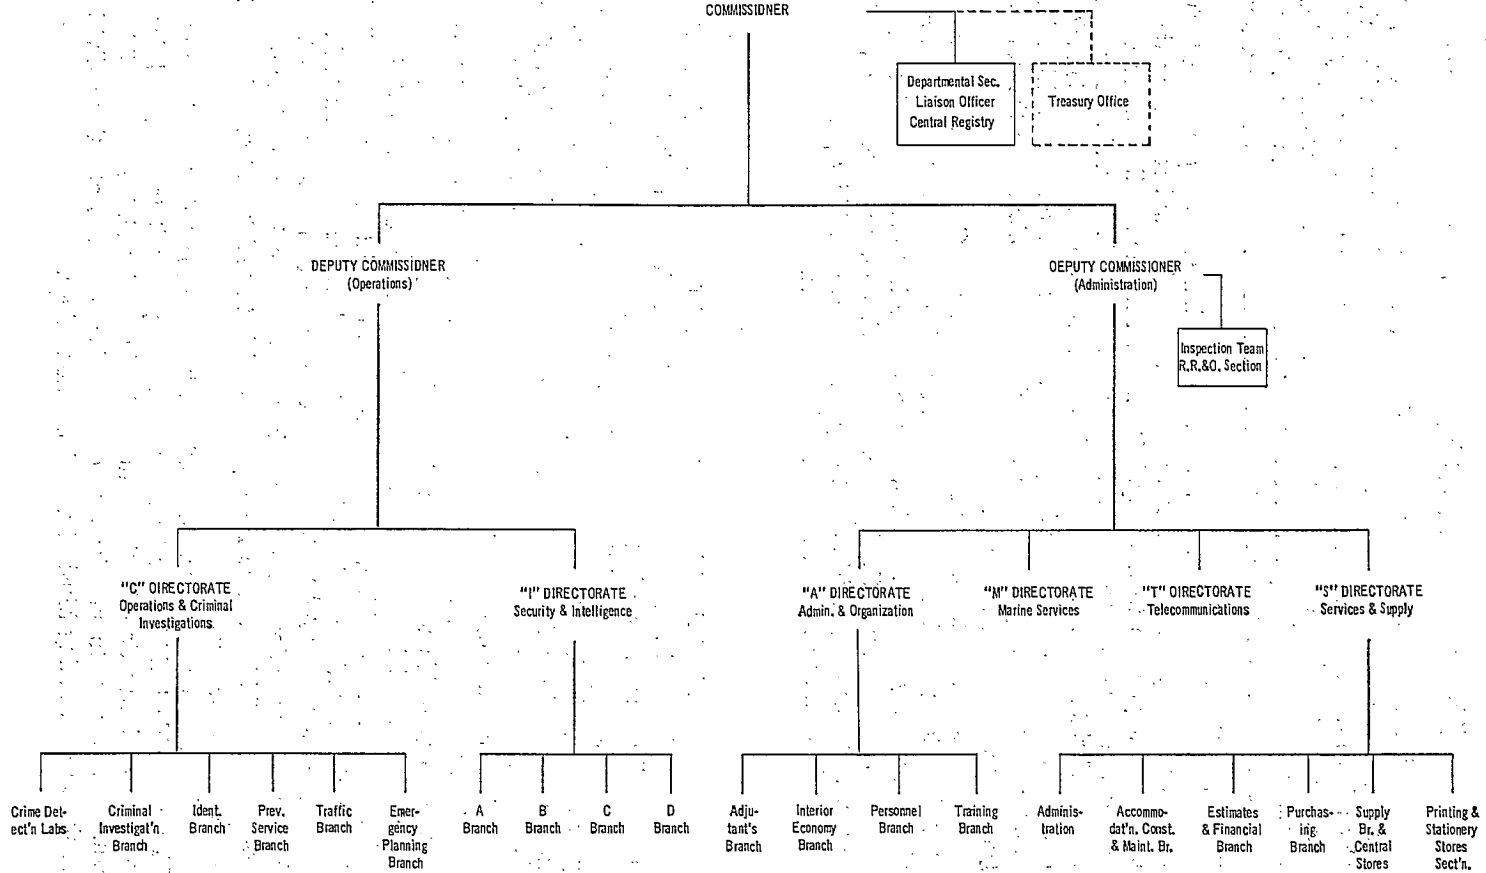 COMMISSIDNER
Departmental Sec.
Liaison Officer
Central Registry
Treasury Office
DEPUTY COMMISSIDNER
(Operations)
OEPUTY COMMISSIONER
(Administration)
Inspection Team
R.R.&O. Section
"C" OIRECTORATE
Operations & Criminal
Investigations.
"I" DIRECTORATE
Security & Intelligence
"A" DIRECTORATE
Admin. & Organization
"M" DIRECTORATE
Marine Services
"T" OIRECTORATE
Telecommunications
"S" DIRECTORATE
Services & Supply
Crime Det-
ect'n Labs
Criminal
Investigat'n.
Branch
Ident.
Branch
Prev.
Service
Branch
Traffic
Branch
Emer-
gency
Planning
Branch
A
Branch
B
Branch
C
Branch
D
Branch
Adju-
tant's
Branch
Interior
Economy
Branch
Personnel
Branch
Training
Branch
Adminis-
tration
Accommo-
dat'n. Const.
& Maint. Br.
Estimates
& Financial
Branch
Purchas-
ing
Branch
Supply
Br. &
Central
Stores
Printing &
Stationery
Stores
Sect'n.